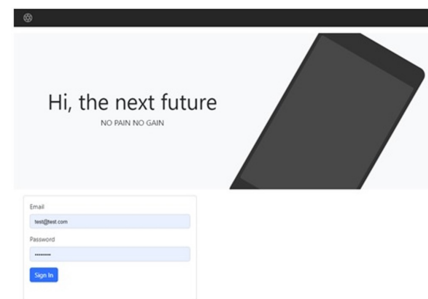 Hi, the next future
NO PAIN NO GAIN
Email
test@test.com
Password
••••••••
Sign In